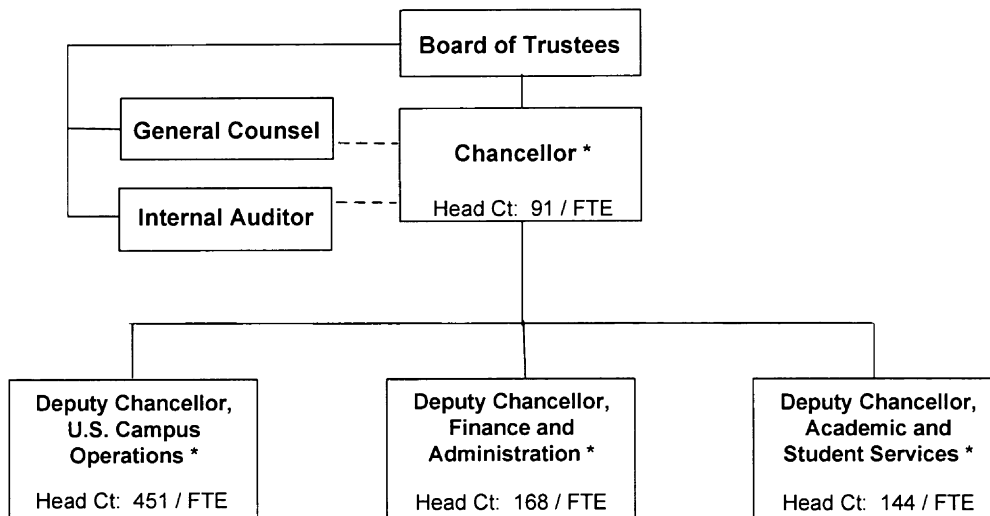 Board of Trustees
General Counsel
Chancellor *
Head Ct: 91 / FTE
Internal Auditor
Deputy Chancellor,
U.S. Campus
Operations *
Head Ct: 451 / FTE
Deputy Chancellor,
Finance and
Administration *
Head Ct: 168 / FTE
Deputy Chancellor,
Academic and
Student Services *
Head Ct: 144 / FTE